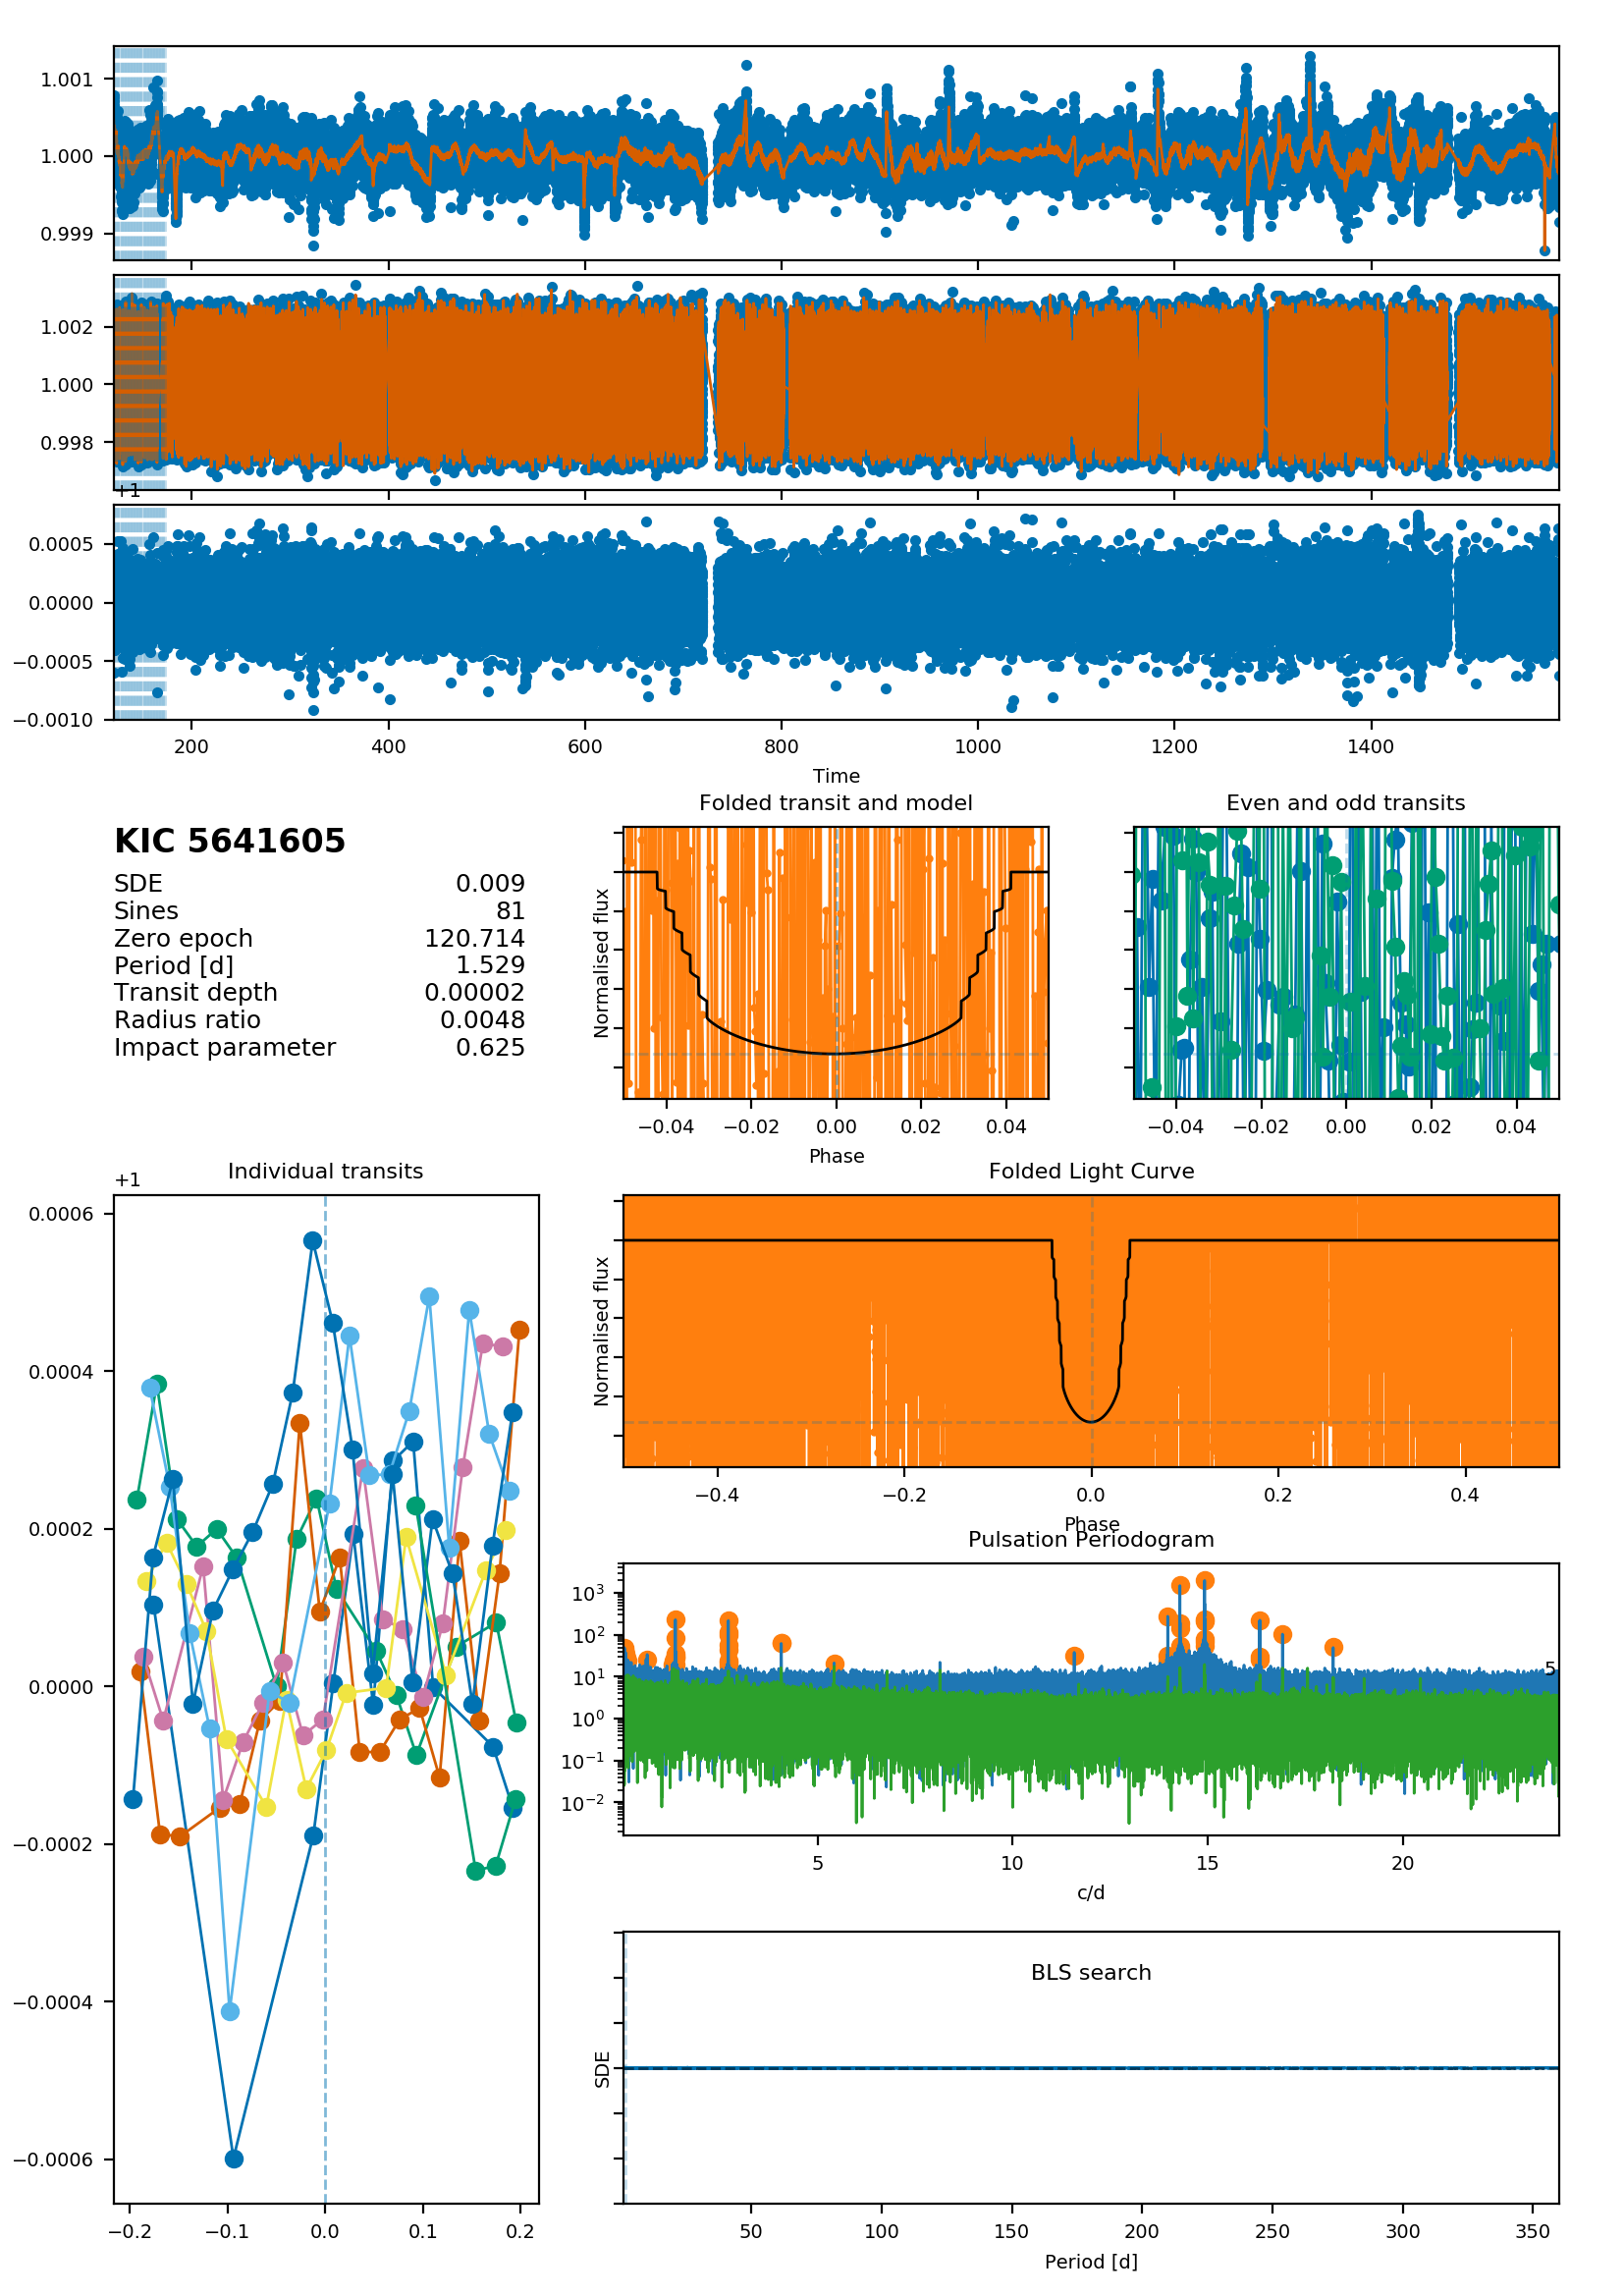 1.001
1.000
0.999
1.002
1.000
0.998
+1
0.0005
0.0000
−0.0005
−0.0010
200 400 600 800 1000 1200 1400
Time
KIC 5641605
SDE 0.009
Sines 81
Zero epoch 120.714
Period [d] 1.529
Transit depth 0.00002
Radius ratio 0.0048
Impact parameter 0.625
Folded transit and model
Normalised flux
−0.04 −0.02 0.00 0.02 0.04
Phase
Even and odd transits
−0.04 −0.02 0.00 0.02 0.04
Individual transits
+1
0.0006
0.0004
0.0002
0.0000
−0.0002
−0.0004
−0.0006
−0.2 −0.1 0.0 0.1 0.2
Folded Light Curve
Normalised flux
−0.4 −0.2 0.0 0.2 0.4
Phase
Pulsation Periodogram
10³
10²
10¹
10⁰
10⁻¹
10⁻²
5
5 10 15 20
c/d
BLS search
SDE
50 100 150 200 250 300 350
Period [d]